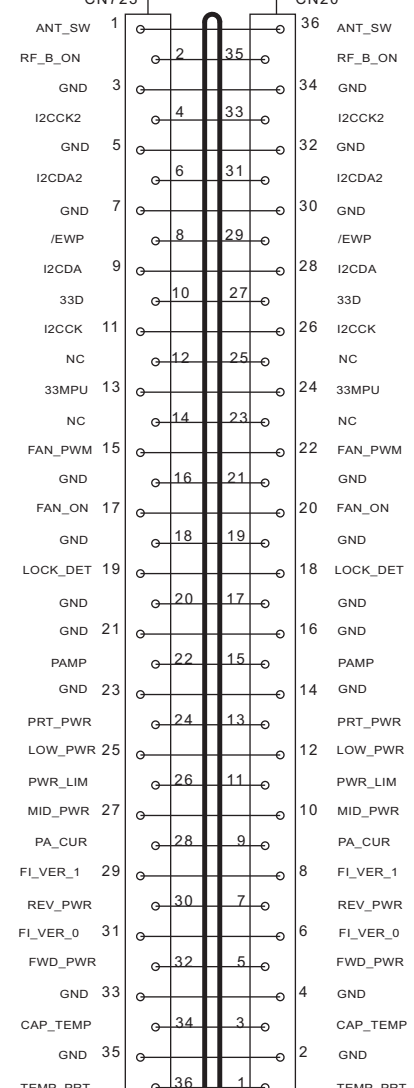 ANT_SW 1 36 ANT_SW
RF_B_ON 2 35 RF_B_ON
GND 3 34 GND
I2CCK2 4 33 I2CCK2
GND 5 32 GND
I2CDA2 6 31 I2CDA2
GND 7 30 GND
/EWP 8 29 /EWP
I2CDA 9 28 I2CDA
33D 10 27 33D
I2CCK 11 26 I2CCK
NC 12 25 NC
33MPU 13 24 33MPU
NC 14 23 NC
FAN_PWM 15 22 FAN_PWM
GND 16 21 GND
FAN_ON 17 20 FAN_ON
GND 18 19 GND
LOCK_DET 19 18 LOCK_DET
GND 20 17 GND
GND 21 16 GND
PAMP 22 15 PAMP
GND 23 14 GND
PRT_PWR 24 13 PRT_PWR
LOW_PWR 25 12 LOW_PWR
PWR_LIM 26 11 PWR_LIM
MID_PWR 27 10 MID_PWR
PA_CUR 28 9 PA_CUR
FI_VER_1 29 8 FI_VER_1
REV_PWR 30 7 REV_PWR
FI_VER_0 31 6 FI_VER_0
FWD_PWR 32 5 FWD_PWR
GND 33 4 GND
CAP_TEMP 34 3 CAP_TEMP
GND 35 2 GND
TEMP_PRT 36 1 TEMP_PRT